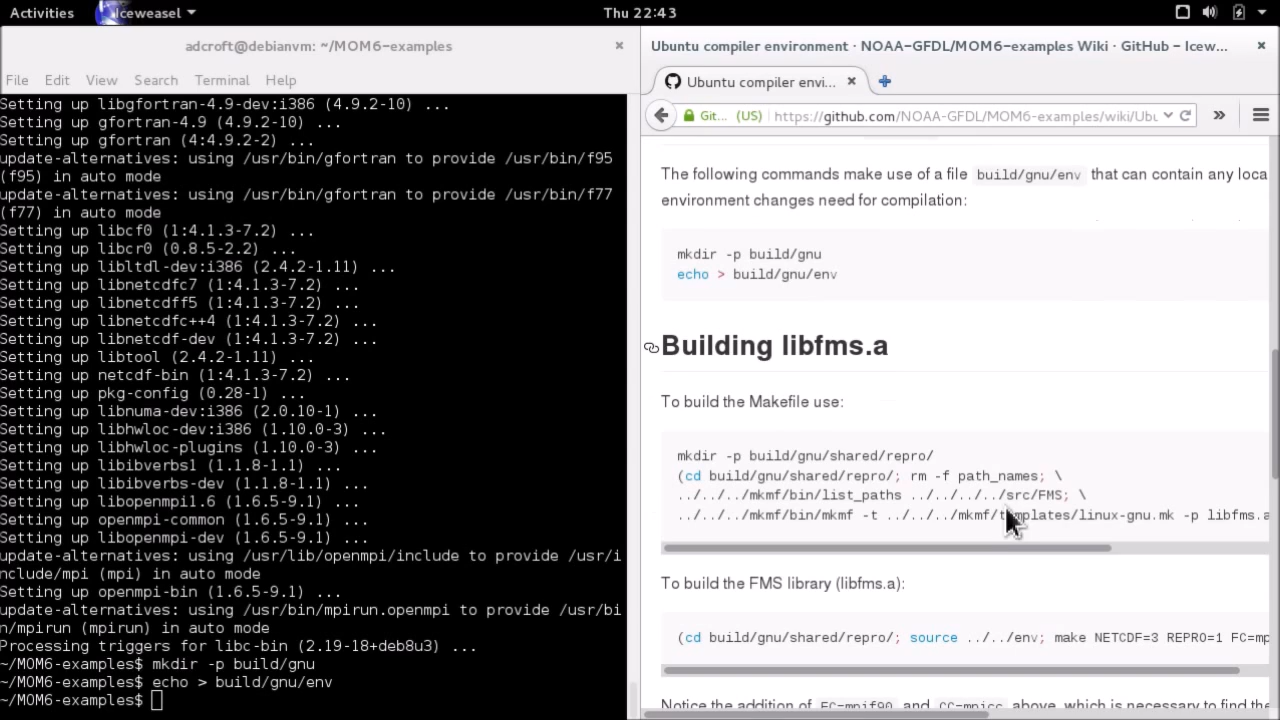 Activities
Iceweasel
Thu 22:43
adcroft@debianvm: ~/MOM6-examples
File Edit View Search Terminal Help
Setting up libgfortran-4.9-dev:i386 (4.9.2-10) ...
Setting up gfortran-4.9 (4.9.2-10) ...
Setting up gfortran (4:4.9.2-2) ...
update-alternatives: using /usr/bin/gfortran to provide /usr/bin/f95
(f95) in auto mode
update-alternatives: using /usr/bin/gfortran to provide /usr/bin/f77
(f77) in auto mode
Setting up libcf0 (1:4.1.3-7.2) ...
Setting up libcr0 (0.8.5-2.2) ...
Setting up libltdl-dev:i386 (2.4.2-1.11) ...
Setting up libnetcdfc7 (1:4.1.3-7.2) ...
Setting up libnetcdff5 (1:4.1.3-7.2) ...
Setting up libnetcdfc++4 (1:4.1.3-7.2) ...
Setting up libnetcdf-dev (1:4.1.3-7.2) ...
Setting up libtool (2.4.2-1.11) ...
Setting up netcdf-bin (1:4.1.3-7.2) ...
Setting up pkg-config (0.28-1) ...
Setting up libnuma-dev:i386 (2.0.10-1) ...
Setting up libhwloc-dev:i386 (1.10.0-3) ...
Setting up libhwloc-plugins (1.10.0-3) ...
Setting up libibverbs1 (1.1.8-1.1) ...
Setting up libibverbs-dev (1.1.8-1.1) ...
Setting up libopenmpi1.6 (1.6.5-9.1) ...
Setting up openmpi-common (1.6.5-9.1) ...
Setting up libopenmpi-dev (1.6.5-9.1) ...
update-alternatives: using /usr/lib/openmpi/include to provide /usr/i
nclude/mpi (mpi) in auto mode
Setting up openmpi-bin (1.6.5-9.1) ...
update-alternatives: using /usr/bin/mpirun.openmpi to provide /usr/bi
n/mpirun (mpirun) in auto mode
Processing triggers for libc-bin (2.19-18+deb8u3) ...
~/MOM6-examples$ mkdir -p build/gnu
~/MOM6-examples$ echo > build/gnu/env
~/MOM6-examples$
Ubuntu compiler environment · NOAA-GFDL/MOM6-examples Wiki · GitHub - Icew...
Ubuntu compiler envi...
Git... (US) https://github.com/NOAA-GFDL/MOM6-examples/wiki/Ubu
The following commands make use of a file build/gnu/env that can contain any loca
environment changes need for compilation:
mkdir -p build/gnu
echo > build/gnu/env
Building libfms.a
To build the Makefile use:
mkdir -p build/gnu/shared/repro/
(cd build/gnu/shared/repro/; rm -f path_names; \
../../../mkmf/bin/list_paths ../../../../src/FMS; \
../../../mkmf/bin/mkmf -t ../../../mkmf/templates/linux-gnu.mk -p libfms.a
To build the FMS library (libfms.a):
(cd build/gnu/shared/repro/; source ../../env; make NETCDF=3 REPRO=1 FC=mp
Notice the addition of FC=mpif90 and CC=mpicc above, which is necessary to find the